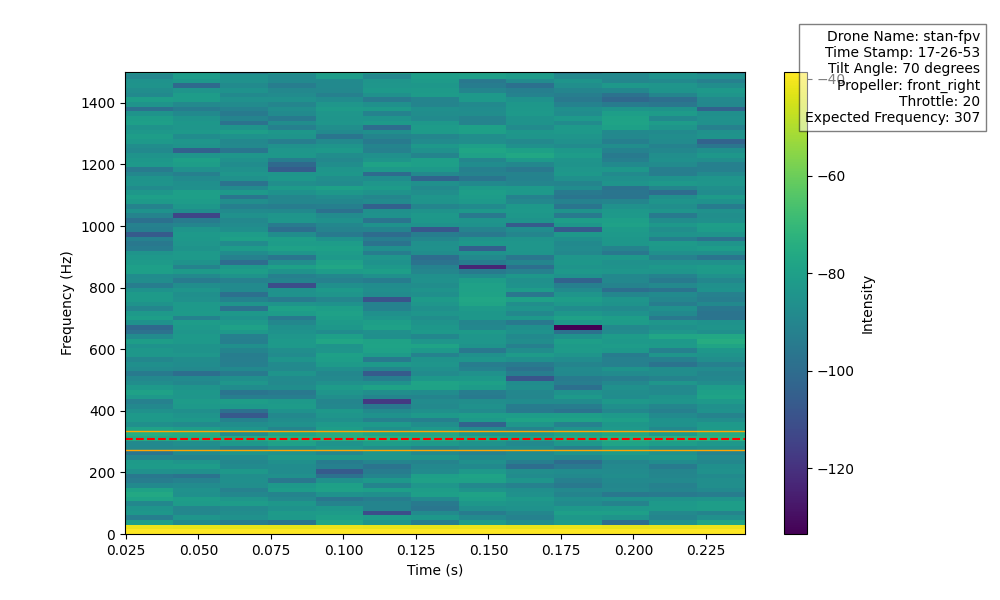 Drone Name: stan-fpv
Time Stamp: 17-26-53
Tilt Angle: 70 degrees
Propeller: front_right
Throttle: 20
Expected Frequency: 307
1400
1200
1000
800
600
400
200
0
Frequency (Hz)
0.025
0.050
0.075
0.100
0.125
0.150
0.175
0.200
0.225
Time (s)
−40
−60
−80
−100
−120
Intensity